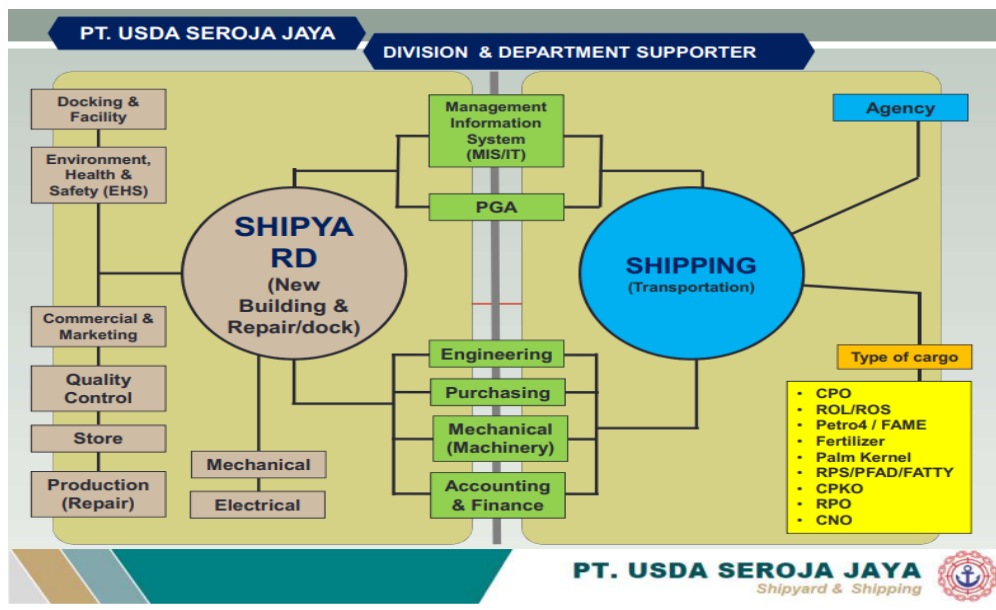 PT. USDA SEROJA JAYA
DIVISION & DEPARTMENT SUPPORTER
Docking &
Facility
Environment,
Health &
Safety (EHS)
SHIPYA
RD
(New
Building &
Repair/dock)
Commercial &
Marketing
Quality
Control
Store
Production
(Repair)
Mechanical
Electrical
Management
Information
System
(MIS/IT)
PGA
Engineering
Purchasing
Mechanical
(Machinery)
Accounting
& Finance
Agency
SHIPPING
(Transportation)
Type of cargo
• CPO
• ROL/ROS
• Petro4 / FAME
• Fertilizer
• Palm Kernel
• RPS/PFAD/FATTY
• CPKO
• RPO
• CNO
PT. USDA SEROJA JAYA
Shipyard & Shipping